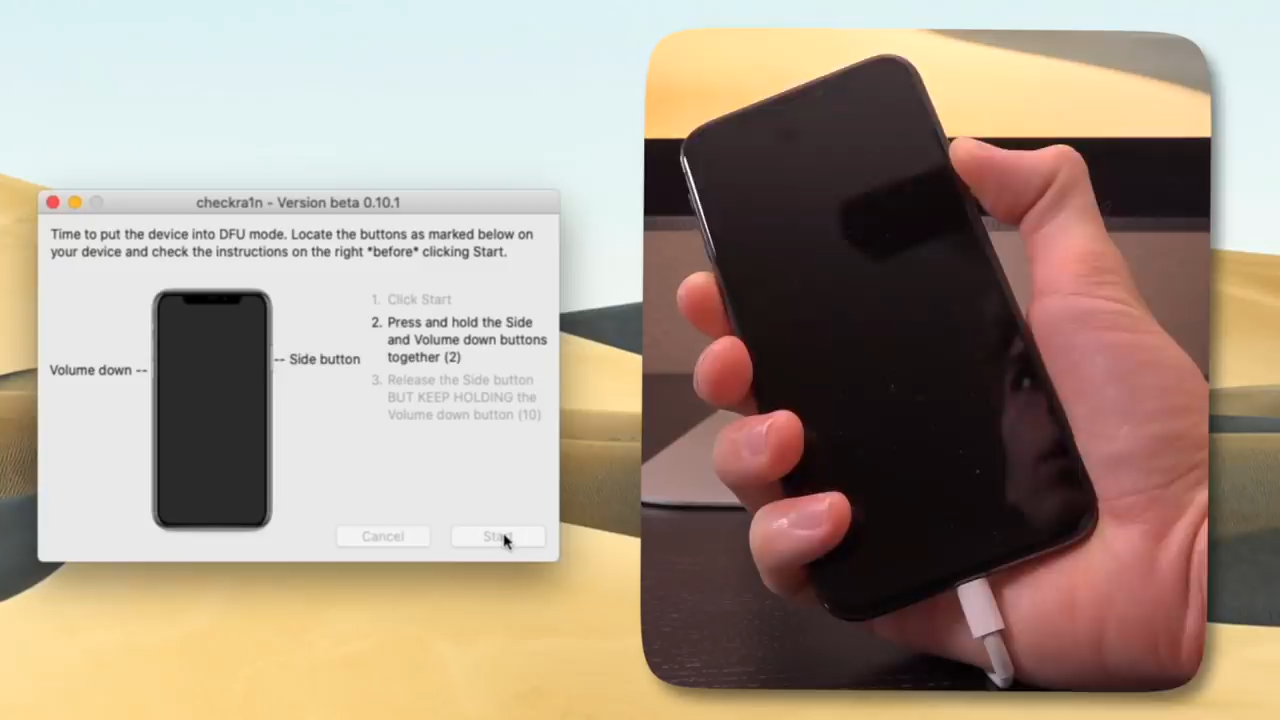 checkra1n - Version beta 0.10.1
Time to put the device into DFU mode. Locate the buttons as marked below on
your device and check the instructions on the right *before* clicking Start.
Volume down --
-- Side button
1. Click Start
2. Press and hold the Side
and Volume down buttons
together (2)
3. Release the Side button
BUT KEEP HOLDING the
Volume down button (10)
Cancel
Start